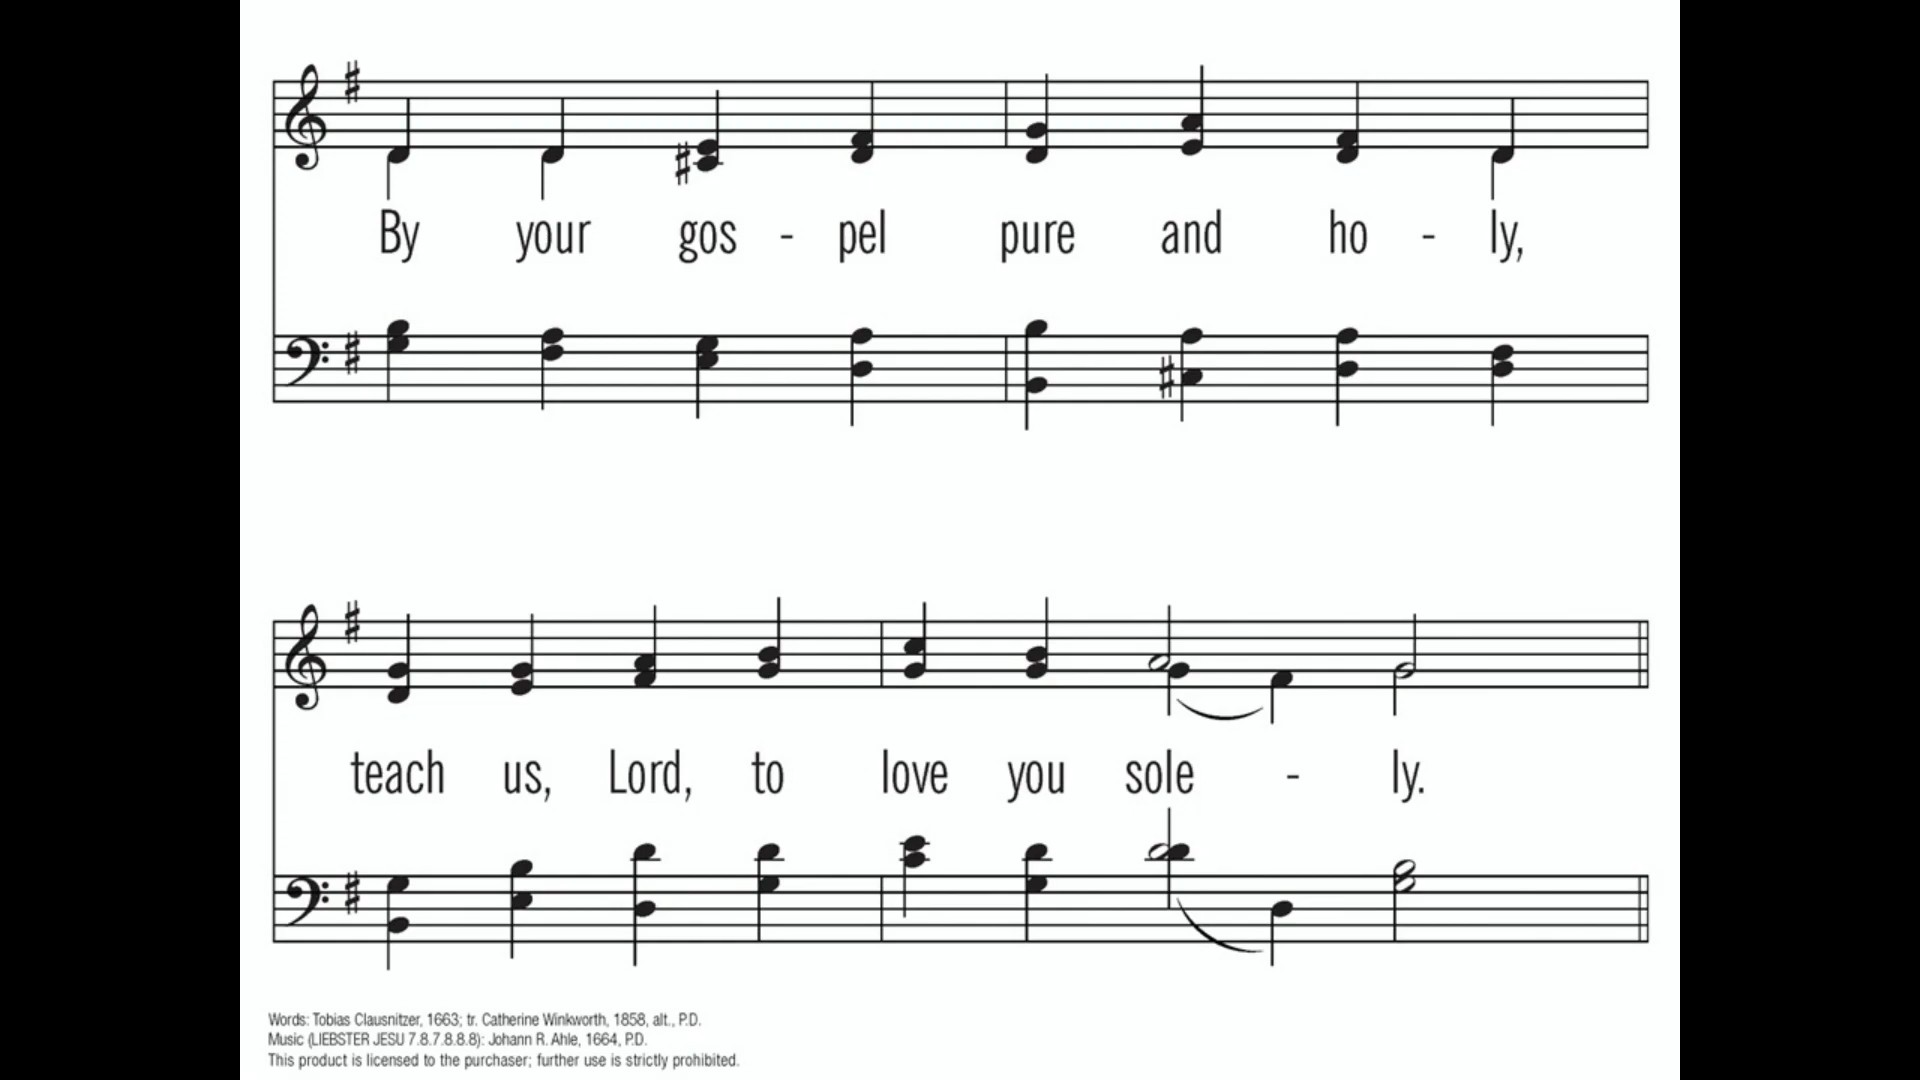 By your gos - pel pure and ho - ly,
teach us, Lord, to love you sole - ly.
Words: Tobias Clausnitzer, 1663; tr. Catherine Winkworth, 1858, alt., P.D.
Music (LIEBSTER JESU 7.8.7.8.8.8): Johann R. Ahle, 1664, P.D.
This product is licensed to the purchaser; further use is strictly prohibited.